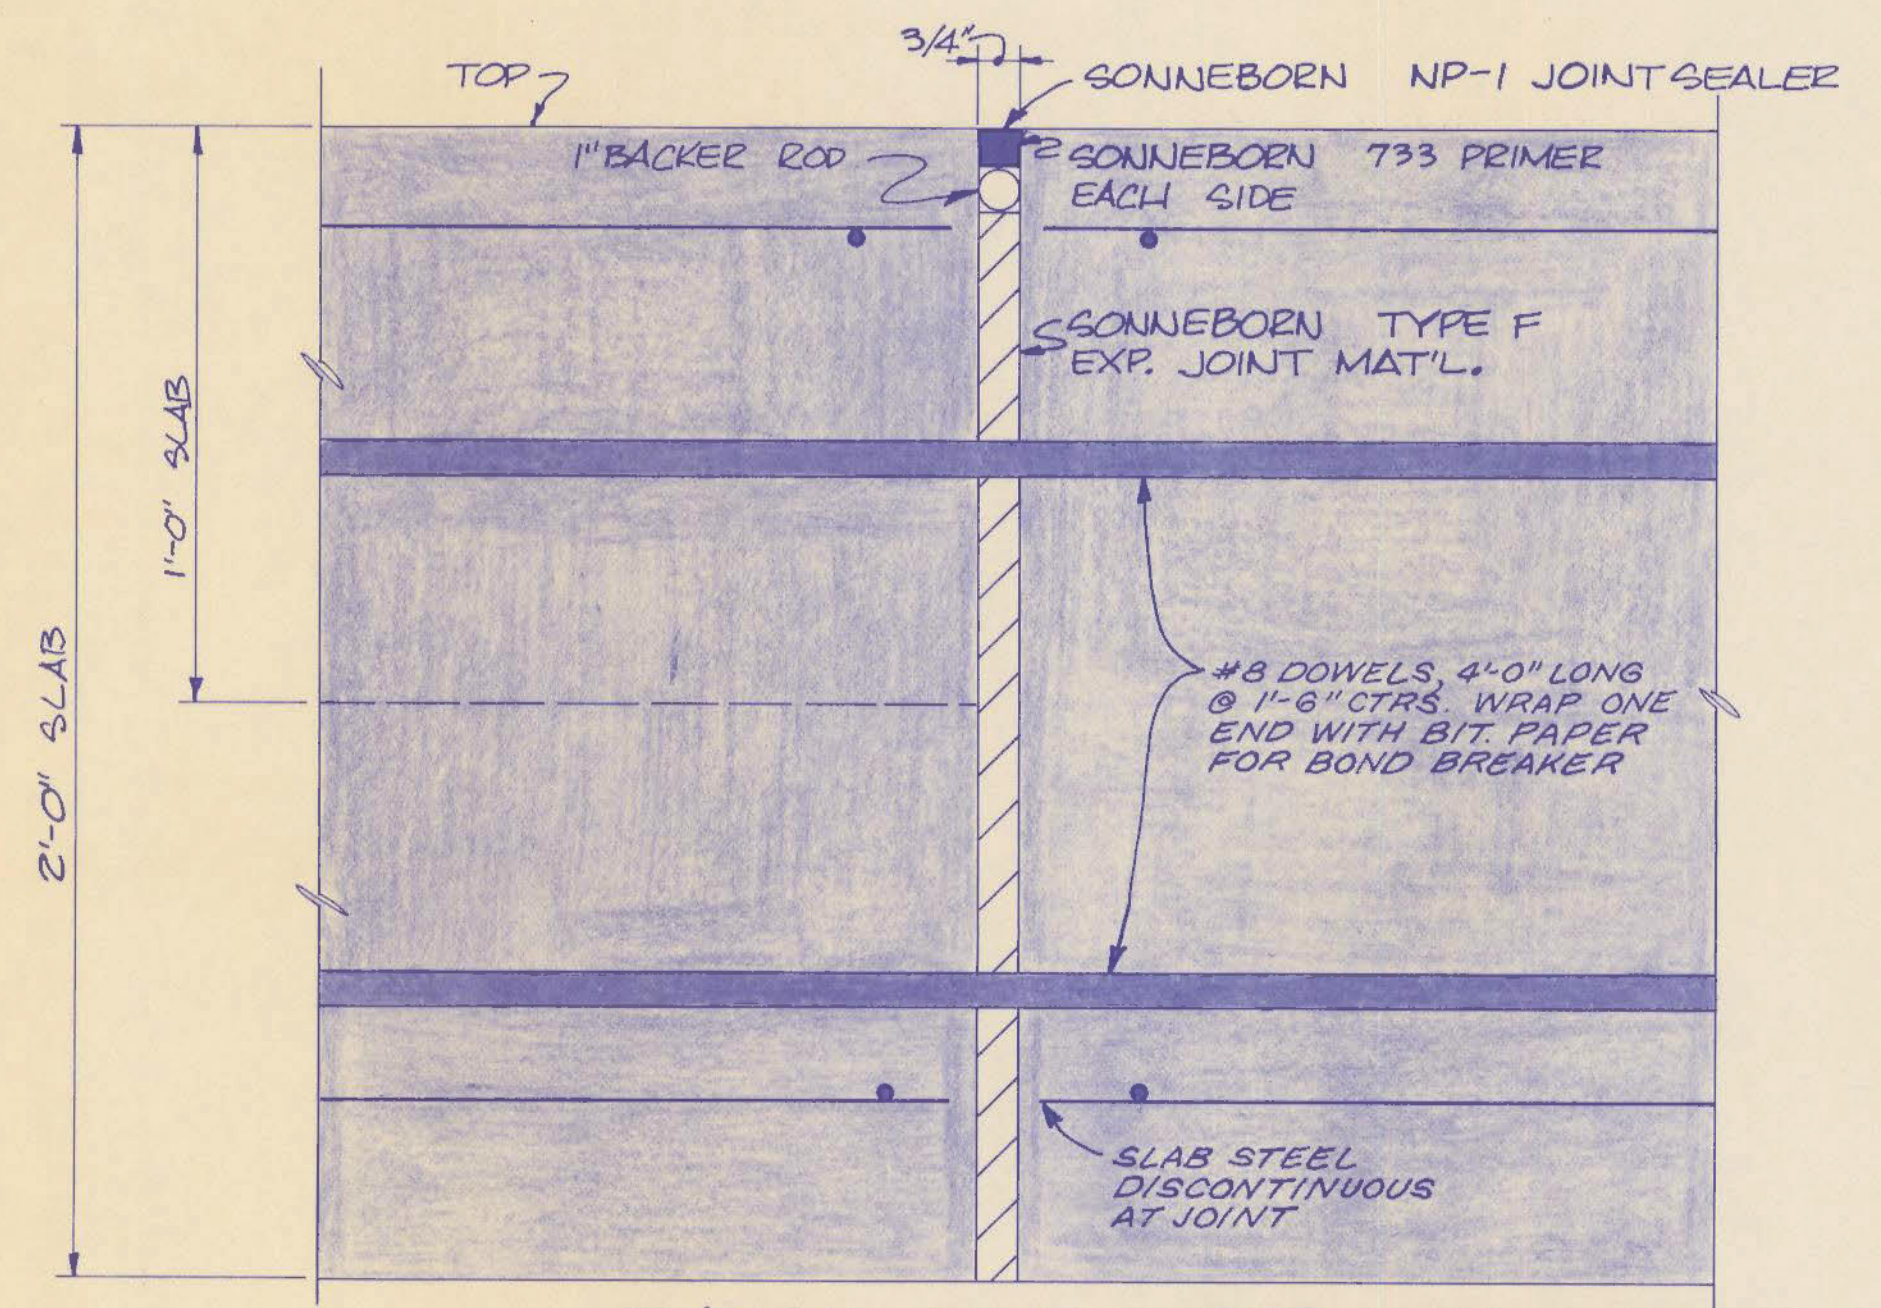 3/4"
TOP
SONNEBORN NP-1 JOINT SEALER
1" BACKER ROD
SONNEBORN 733 PRIMER
EACH SIDE
SONNEBORN TYPE F
EXP. JOINT MAT'L.
1'-0" SLAB
2'-0" SLAB
#8 DOWELS, 4'-0" LONG
@ 1'-6" CTRS. WRAP ONE
END WITH BIT. PAPER
FOR BOND BREAKER
SLAB STEEL
DISCONTINUOUS
AT JOINT